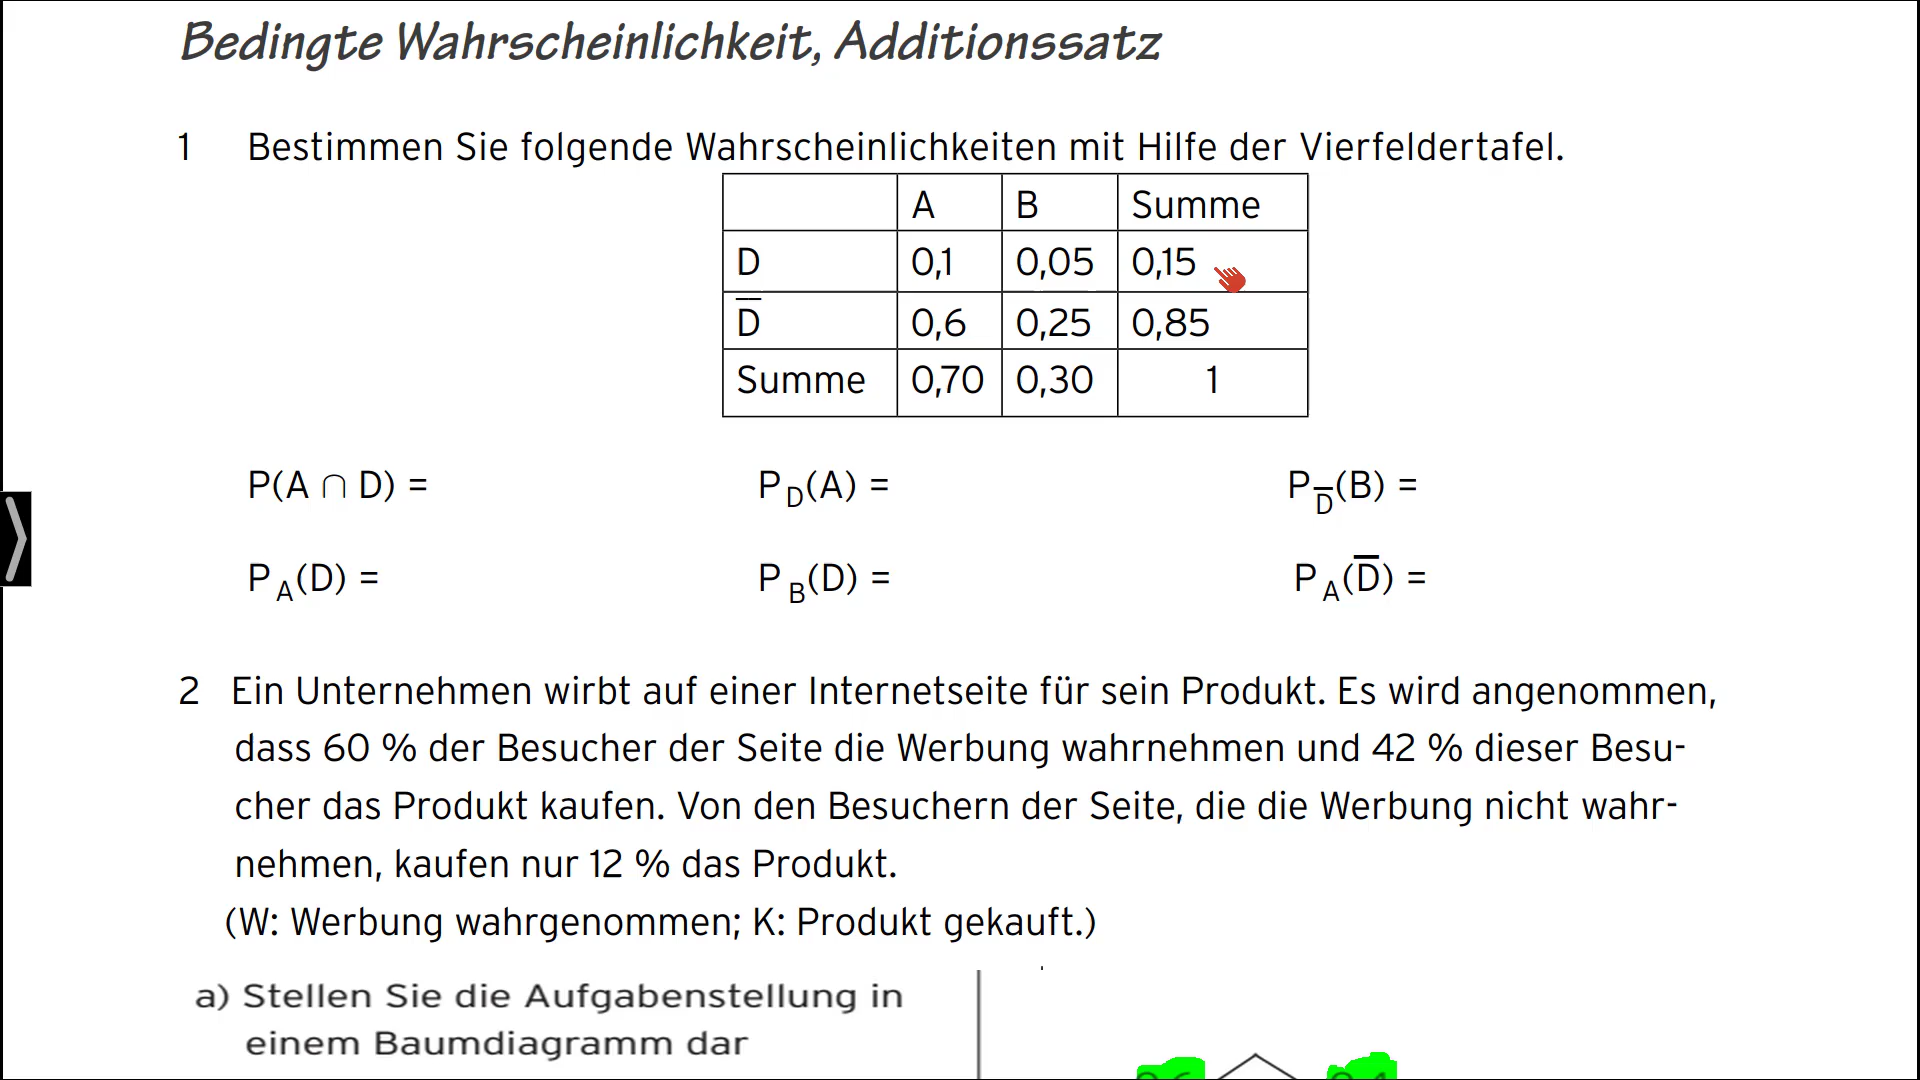 Bedingte Wahrscheinlichkeit, Additionssatz
1 Bestimmen Sie folgende Wahrscheinlichkeiten mit Hilfe der Vierfeldertafel.
A B Summe
D 0,1 0,05 0,15
D̅ 0,6 0,25 0,85
Summe 0,70 0,30 1
P(A ∩ D) = P_D(A) = P_D̅(B) =
P_A(D) = P_B(D) = P_A(D̅) =
2 Ein Unternehmen wirbt auf einer Internetseite für sein Produkt. Es wird angenommen,
dass 60 % der Besucher der Seite die Werbung wahrnehmen und 42 % dieser Besu-
cher das Produkt kaufen. Von den Besuchern der Seite, die die Werbung nicht wahr-
nehmen, kaufen nur 12 % das Produkt.
(W: Werbung wahrgenommen; K: Produkt gekauft.)
a) Stellen Sie die Aufgabenstellung in
einem Baumdiagramm dar